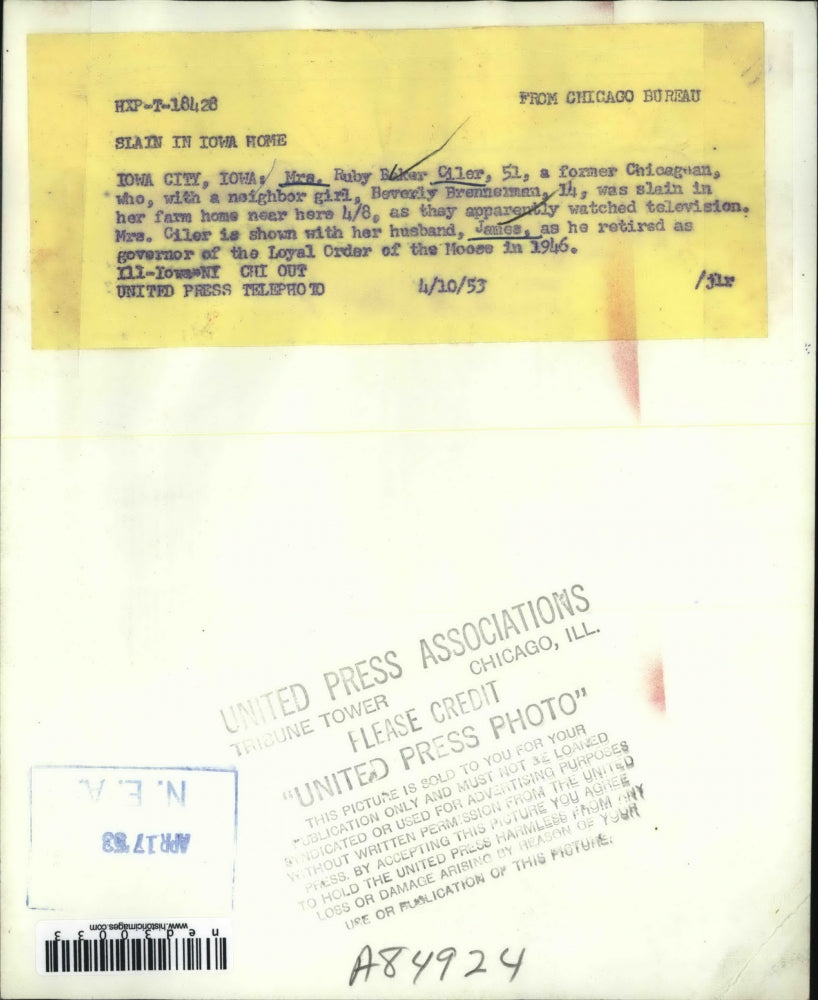 HXP-T-18428
FROM CHICAGO BUREAU
SLAIN IN IOWA HOME
IOWA CITY, IOWA: Mrs. Ruby Baker Ciler, 51, a former Chicagoan,
who, with a neighbor girl, Beverly Brenneman, 14, was slain in
her farm home near here 4/8, as they apparently watched television.
Mrs. Ciler is shown with her husband, James, as he retired as
governor of the Loyal Order of the Moose in 1946.
Ill-Iowa-NY CHI OUT
UNITED PRESS TELEPHOTO 4/10/53 /jlr
UNITED PRESS ASSOCIATIONS
TRIBUNE TOWER CHICAGO, ILL.
PLEASE CREDIT
"UNITED PRESS PHOTO"
THIS PICTURE IS SOLD TO YOU FOR YOUR
PUBLICATION ONLY AND MUST NOT BE LOANED
SYNDICATED OR USED FOR ADVERTISING PURPOSES
WITHOUT WRITTEN PERMISSION FROM THE UNITED
PRESS. BY ACCEPTING THIS PICTURE YOU AGREE
TO HOLD THE UNITED PRESS HARMLESS FROM ANY
LOSS OR DAMAGE ARISING BY REASON OF YOUR
USE OR PUBLICATION OF THIS PICTURE.
N.E.A.
APR 17 '53
www.historicimages.com
ned30033
A84924